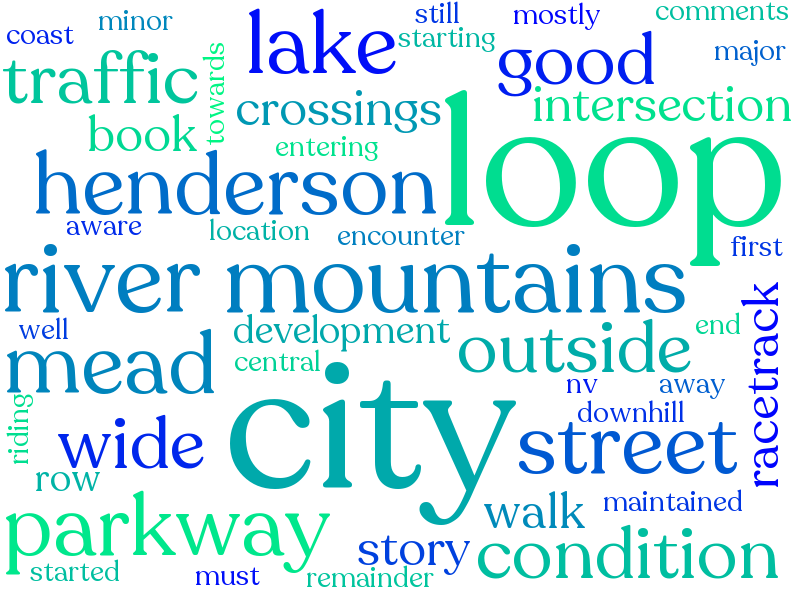 coast minor lake still mostly comments
traffic towards starting good major
book crossings loop intersection
henderson entering
aware location encounter first
river mountains
well development outside end racetrack
mead central
riding wide city nv away
downhill
row street
parkway walk maintained
story condition
started must remainder